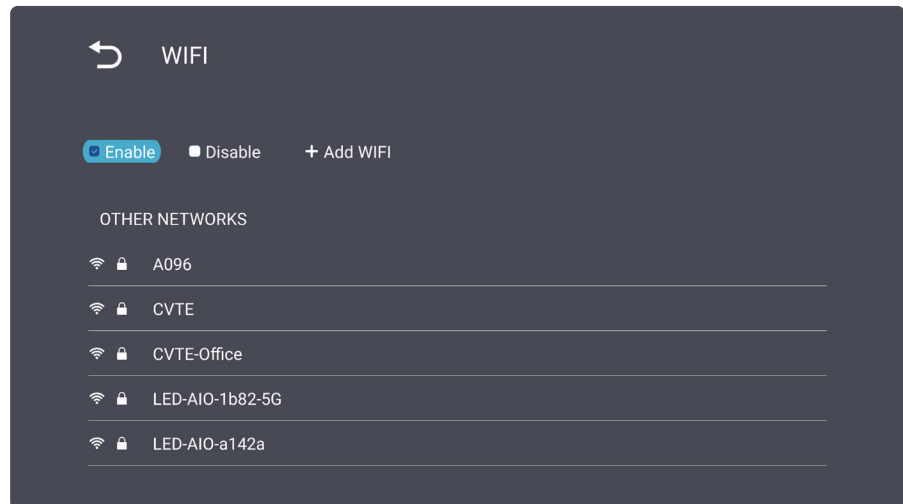 WIFI
Enable Disable + Add WIFI
OTHER NETWORKS
A096
CVTE
CVTE-Office
LED-AIO-1b82-5G
LED-AIO-a142a